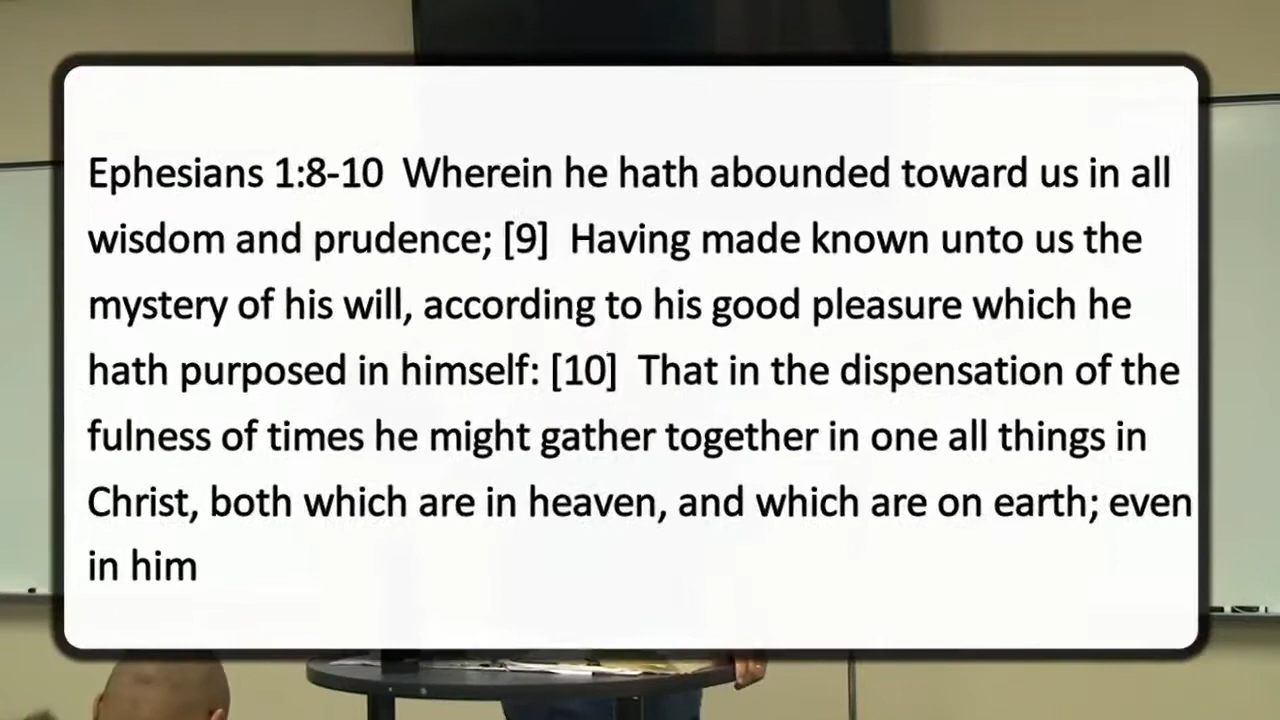 Ephesians 1:8-10  Wherein he hath abounded toward us in all
wisdom and prudence; [9]  Having made known unto us the
mystery of his will, according to his good pleasure which he
hath purposed in himself: [10]  That in the dispensation of the
fulness of times he might gather together in one all things in
Christ, both which are in heaven, and which are on earth; even
in him